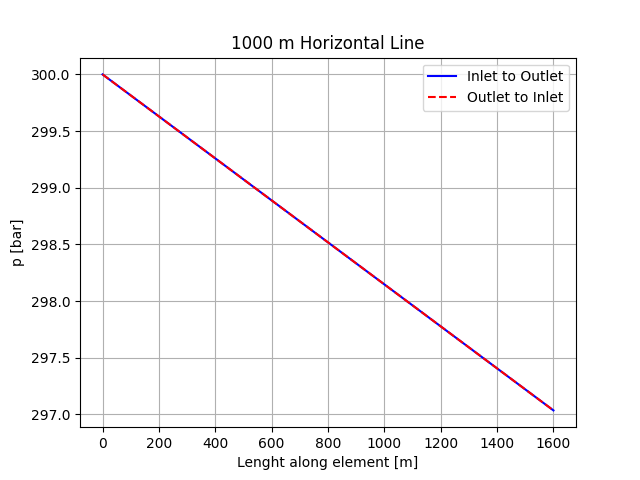 1000 m Horizontal Line
300.0
299.5
299.0
298.5
298.0
297.5
297.0
p [bar]
Inlet to Outlet
Outlet to Inlet
0 200 400 600 800 1000 1200 1400 1600
Lenght along element [m]